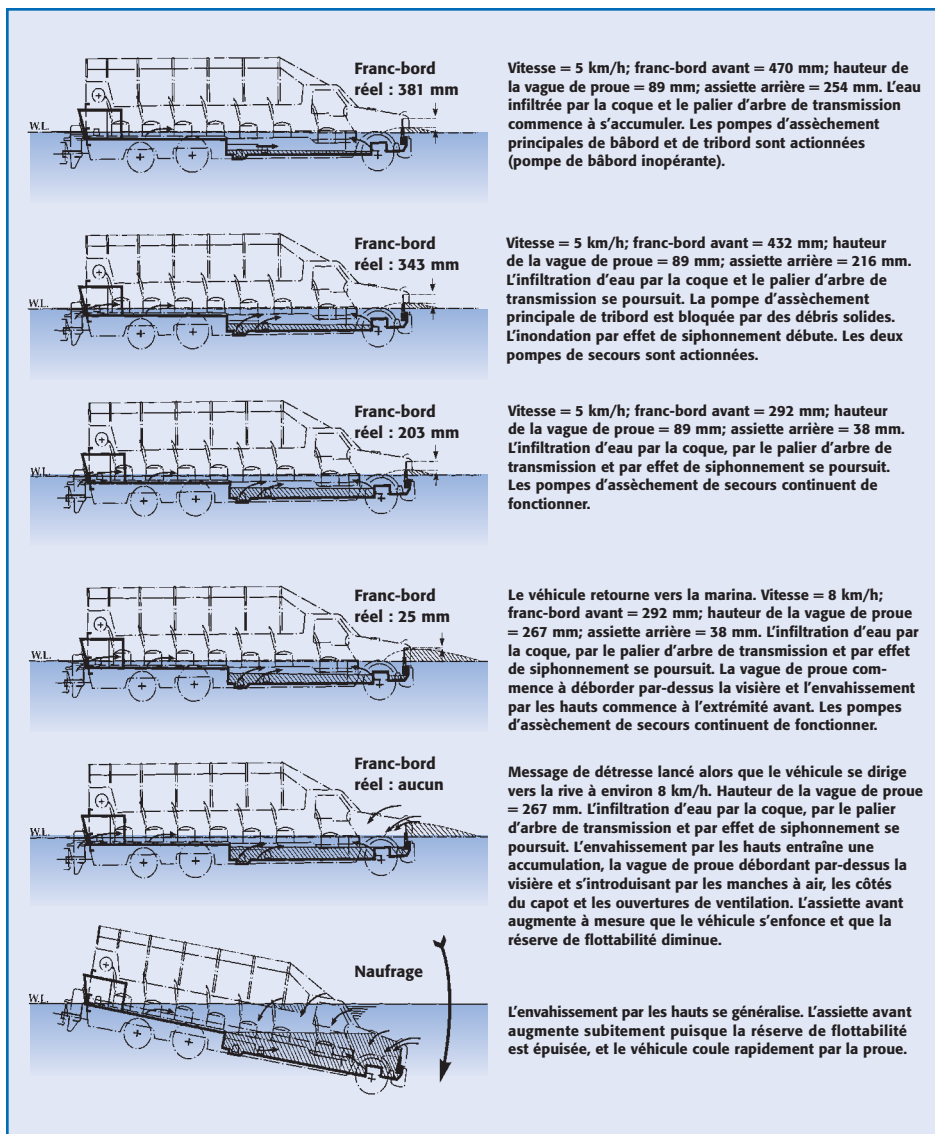 Franc-bord
réel : 381 mm
W.L.
Vitesse = 5 km/h; franc-bord avant = 470 mm; hauteur de
la vague de proue = 89 mm; assiette arrière = 254 mm. L'eau
infiltrée par la coque et le palier d'arbre de transmission
commence à s'accumuler. Les pompes d'assèchement
principales de bâbord et de tribord sont actionnées
(pompe de bâbord inopérante).
Franc-bord
réel : 343 mm
W.L.
Vitesse = 5 km/h; franc-bord avant = 432 mm; hauteur
de la vague de proue = 89 mm; assiette arrière = 216 mm.
L'infiltration d'eau par la coque et le palier d'arbre de
transmission se poursuit. La pompe d'assèchement
principale de tribord est bloquée par des débris solides.
L'inondation par effet de siphonnement débute. Les deux
pompes de secours sont actionnées.
Franc-bord
réel : 203 mm
W.L.
Vitesse = 5 km/h; franc-bord avant = 292 mm; hauteur
de la vague de proue = 89 mm; assiette arrière = 38 mm.
L'infiltration d'eau par la coque, par le palier d'arbre de
transmission et par effet de siphonnement se poursuit.
Les pompes d'assèchement de secours continuent de
fonctionner.
Franc-bord
réel : 25 mm
W.L.
Le véhicule retourne vers la marina. Vitesse = 8 km/h;
franc-bord avant = 292 mm; hauteur de la vague de proue
= 267 mm; assiette arrière = 38 mm. L'infiltration d'eau par
la coque, par le palier d'arbre de transmission et par effet
de siphonnement se poursuit. La vague de proue com-
mence à déborder par-dessus la visière et l'envahissement
par les hauts commence à l'extrémité avant. Les pompes
d'assèchement de secours continuent de fonctionner.
Franc-bord
réel : aucun
W.L.
Message de détresse lancé alors que le véhicule se dirige
vers la rive à environ 8 km/h. Hauteur de la vague de proue
= 267 mm. L'infiltration d'eau par la coque, par le palier
d'arbre de transmission et par effet de siphonnement se
poursuit. L'envahissement par les hauts entraîne une
accumulation, la vague de proue débordant par-dessus la
visière et s'introduisant par les manches à air, les côtés
du capot et les ouvertures de ventilation. L'assiette avant
augmente à mesure que le véhicule s'enfonce et que la
réserve de flottabilité diminue.
Naufrage
W.L.
L'envahissement par les hauts se généralise. L'assiette avant
augmente subitement puisque la réserve de flottabilité
est épuisée, et le véhicule coule rapidement par la proue.